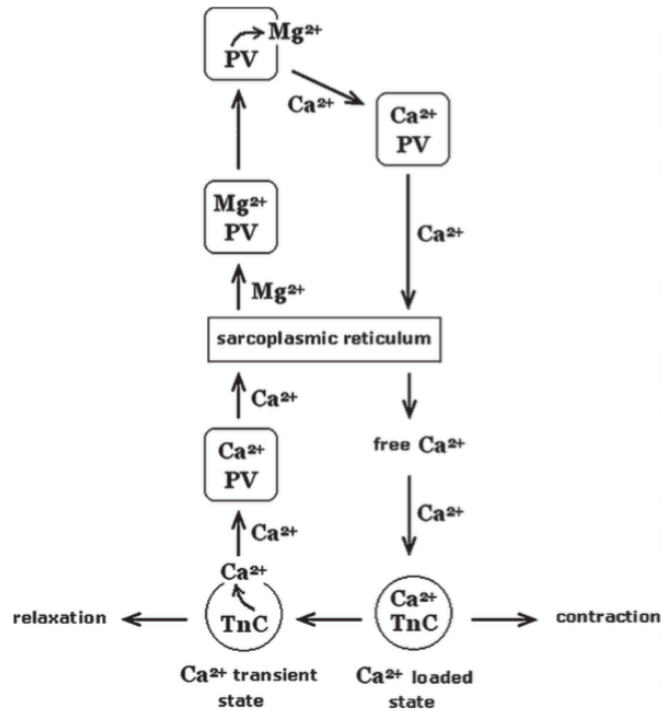 Mg²⁺
PV
Ca²⁺
Ca²⁺
PV
Mg²⁺
PV
Ca²⁺
Mg²⁺
sarcoplasmic reticulum
Ca²⁺
free Ca²⁺
Ca²⁺
PV
Ca²⁺
Ca²⁺
Ca²⁺
Ca²⁺
TnC
relaxation
TnC
contraction
Ca²⁺ transient
state
Ca²⁺ loaded
state